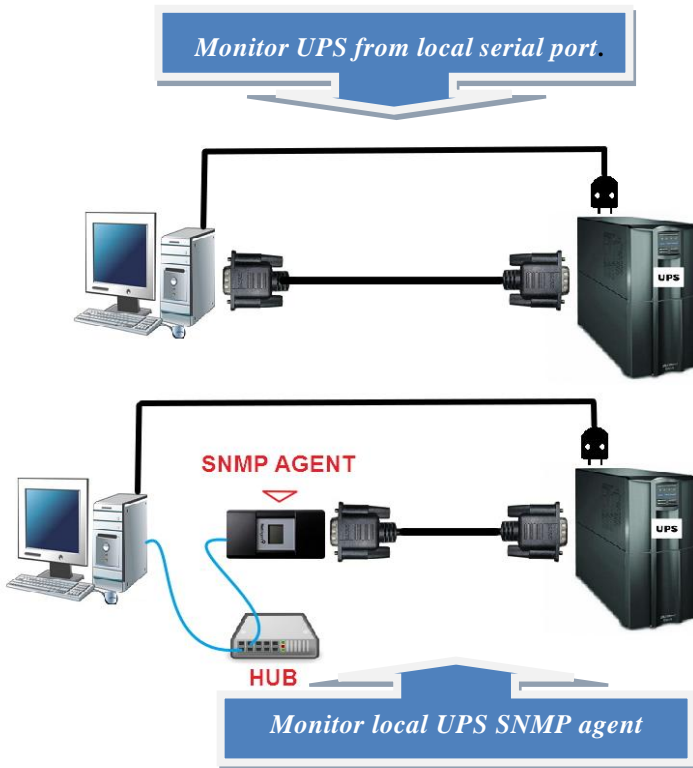 Monitor UPS from local serial port.
UPS
SNMP AGENT
UPS
HUB
Monitor local UPS SNMP agent